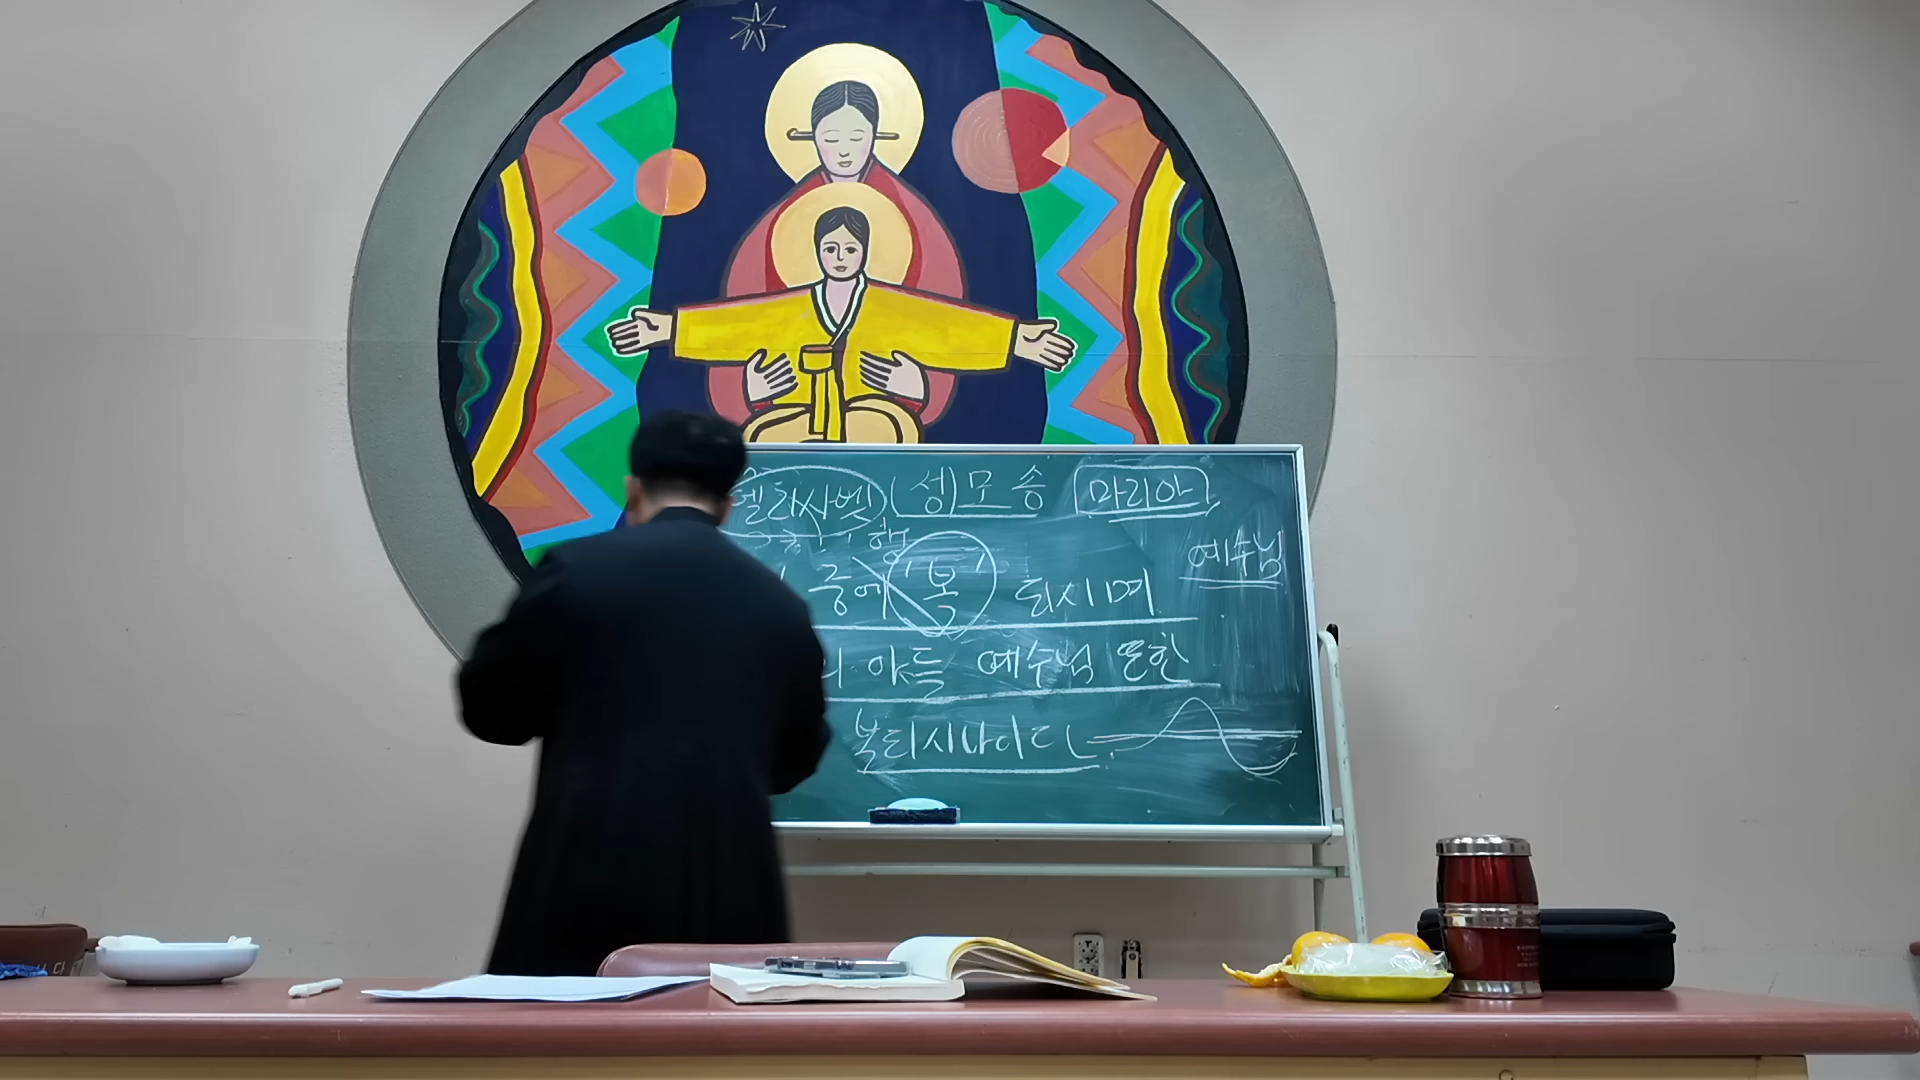 엘리사벳 (성)모송 마리아
행
예수님
중에 '복' 되시며
아들 예수님 또한
복되시나이다